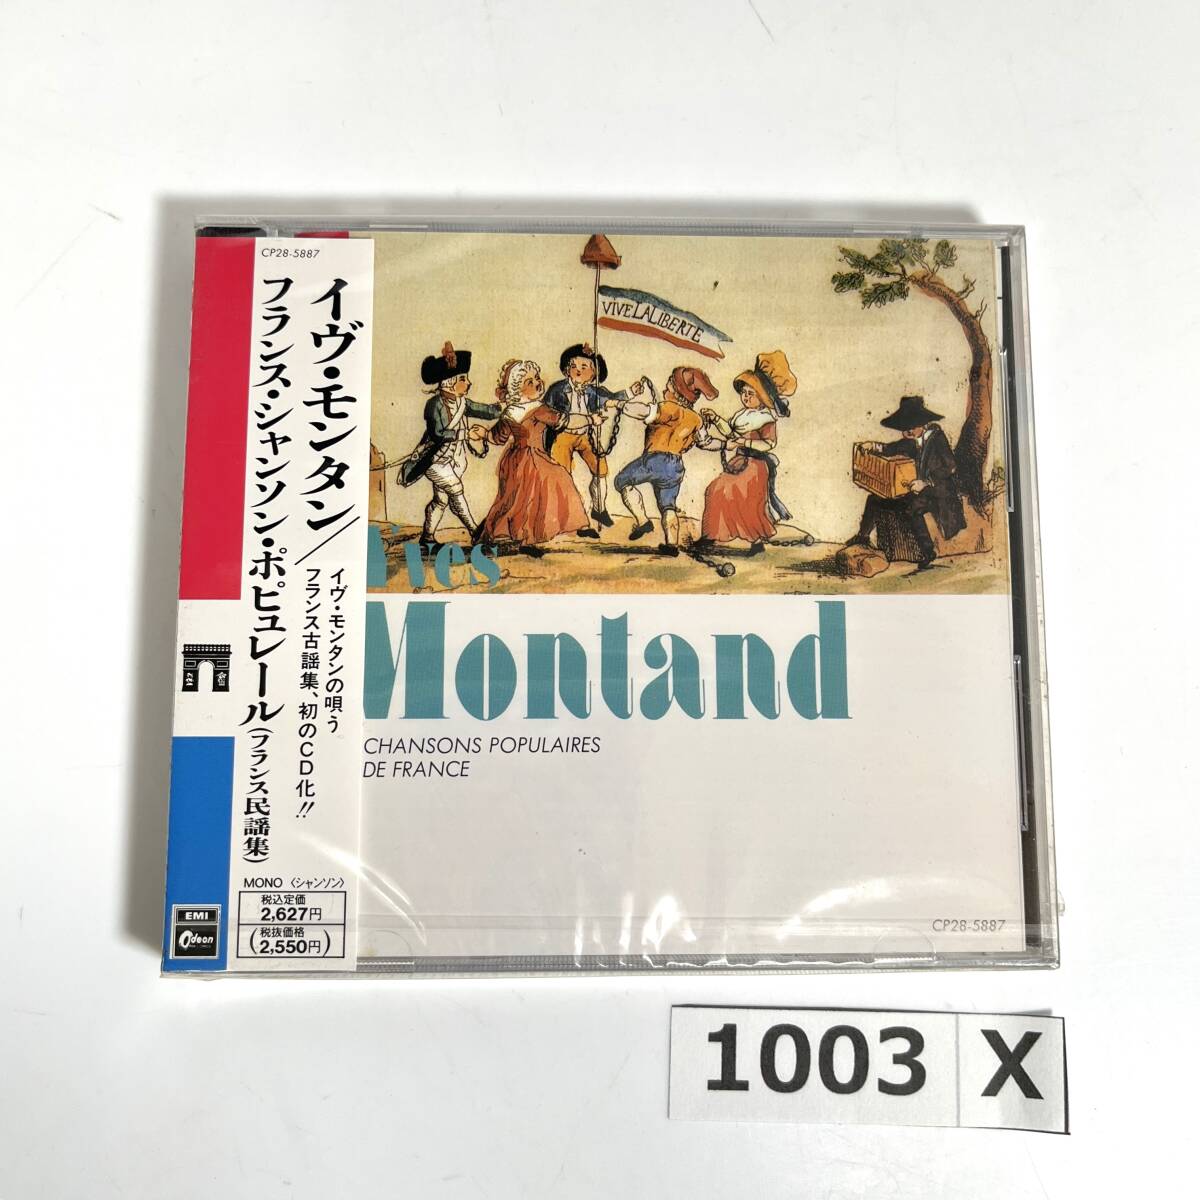 CP28-5887
イヴ・モンタン／
フランス・シャンソン・ポピュレール(フランス民謡集)
イヴ・モンタンの唄う
フランス古謡集、初のCD化!!
MONO〈シャンソン〉
税込定価
2,627円
(税抜価格
2,550円)
EMI
Odeon
VIVE LA LIBERTE
Yves
Montand
CHANSONS POPULAIRES
DE FRANCE
CP28-5887
1003 X